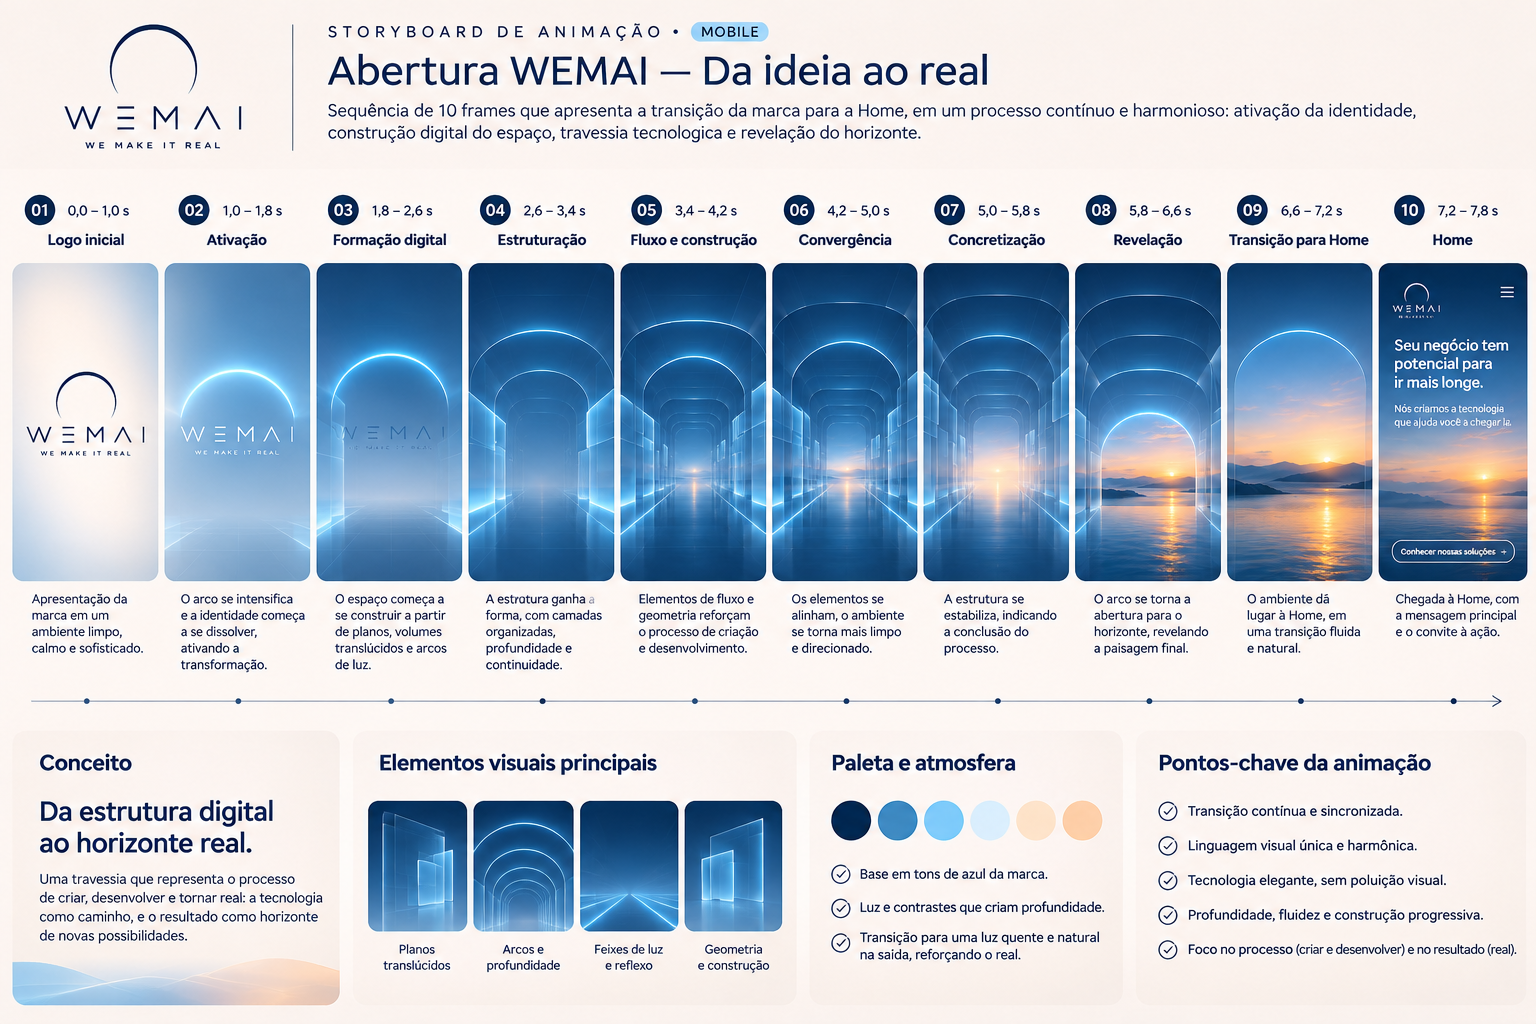 WEMAI
WE MAKE IT REAL
STORYBOARD DE ANIMAÇÃO • MOBILE
Abertura WEMAI — Da ideia ao real
Sequência de 10 frames que apresenta a transição da marca para a Home, em um processo contínuo e harmonioso: ativação da identidade,
construção digital do espaço, travessia tecnologica e revelação do horizonte.
01 0,0 – 1,0 s
Logo inicial
WEMAI
WE MAKE IT REAL
Apresentação da
marca em um
ambiente limpo,
calmo e sofisticado.
02 1,0 – 1,8 s
Ativação
WEMAI
WE MAKE IT REAL
O arco se intensifica
e a identidade começa
a se dissolver,
ativando a
transformação.
03 1,8 – 2,6 s
Formação digital
WEMAI
WE MAKE IT REAL
O espaço começa a
se construir a partir
de planos, volumes
translúcidos e arcos
de luz.
04 2,6 – 3,4 s
Estruturação
A estratura ganha a
forma, com camadas
organizadas,
profundidade e
continuidade.
05 3,4 – 4,2 s
Fluxo e construção
Elementos de fluxo e
geometria reforçam
o processo de criação
e desenvolvimento.
06 4,2 – 5,0 s
Convergência
Os elementos se
alinham, o ambiente
se torna mais limpo
e direcionado.
07 5,0 – 5,8 s
Concretização
A estrutura se
estabiliza, indicando
a conclusão do
processo.
08 5,8 – 6,6 s
Revelação
O arco se torna a
abertura para o
horizonte, revelando
a paisagem final.
09 6,6 – 7,2 s
Transição para Home
O ambiente dã
lugar à Home, em
uma transição fluida
e natural.
10 7,2 – 7,8 s
Home
WEMAI
Seu negócio tem
potencial para
ir mais longe.
Nós criamos a tecnologia
que ajuda você a chegar la.
Conhecer nossas soluções →
Chegada à Home, com
a mensagem principal
e o convite à ação.
Conceito
Da estrutura digital
ao horizonte real.
Uma travessia que representa o processo
de criar, desenvolver e tornar real: a tecnologia
como caminho, e o resultado como horizonte
de novas possibilidades.
Elementos visuais principais
Planos
translúcidos
Arcos e
profundidade
Feixes de luz
e reflexo
Geometria
e construção
Paleta e atmosfera
Base em tons de azul da marca.
Luz e contrastes que criam profundidade.
Transição para uma luz quente e natural
na saida, reforçando o real.
Pontos-chave da animação
Transição contínua e sincronizada.
Linguagem visual única e harmônica.
Tecnologia elegante, sem poluição visual.
Profundidade, fluidez e construção progressiva.
Foco no processo (criar e desenvolver) e no resultado (real).